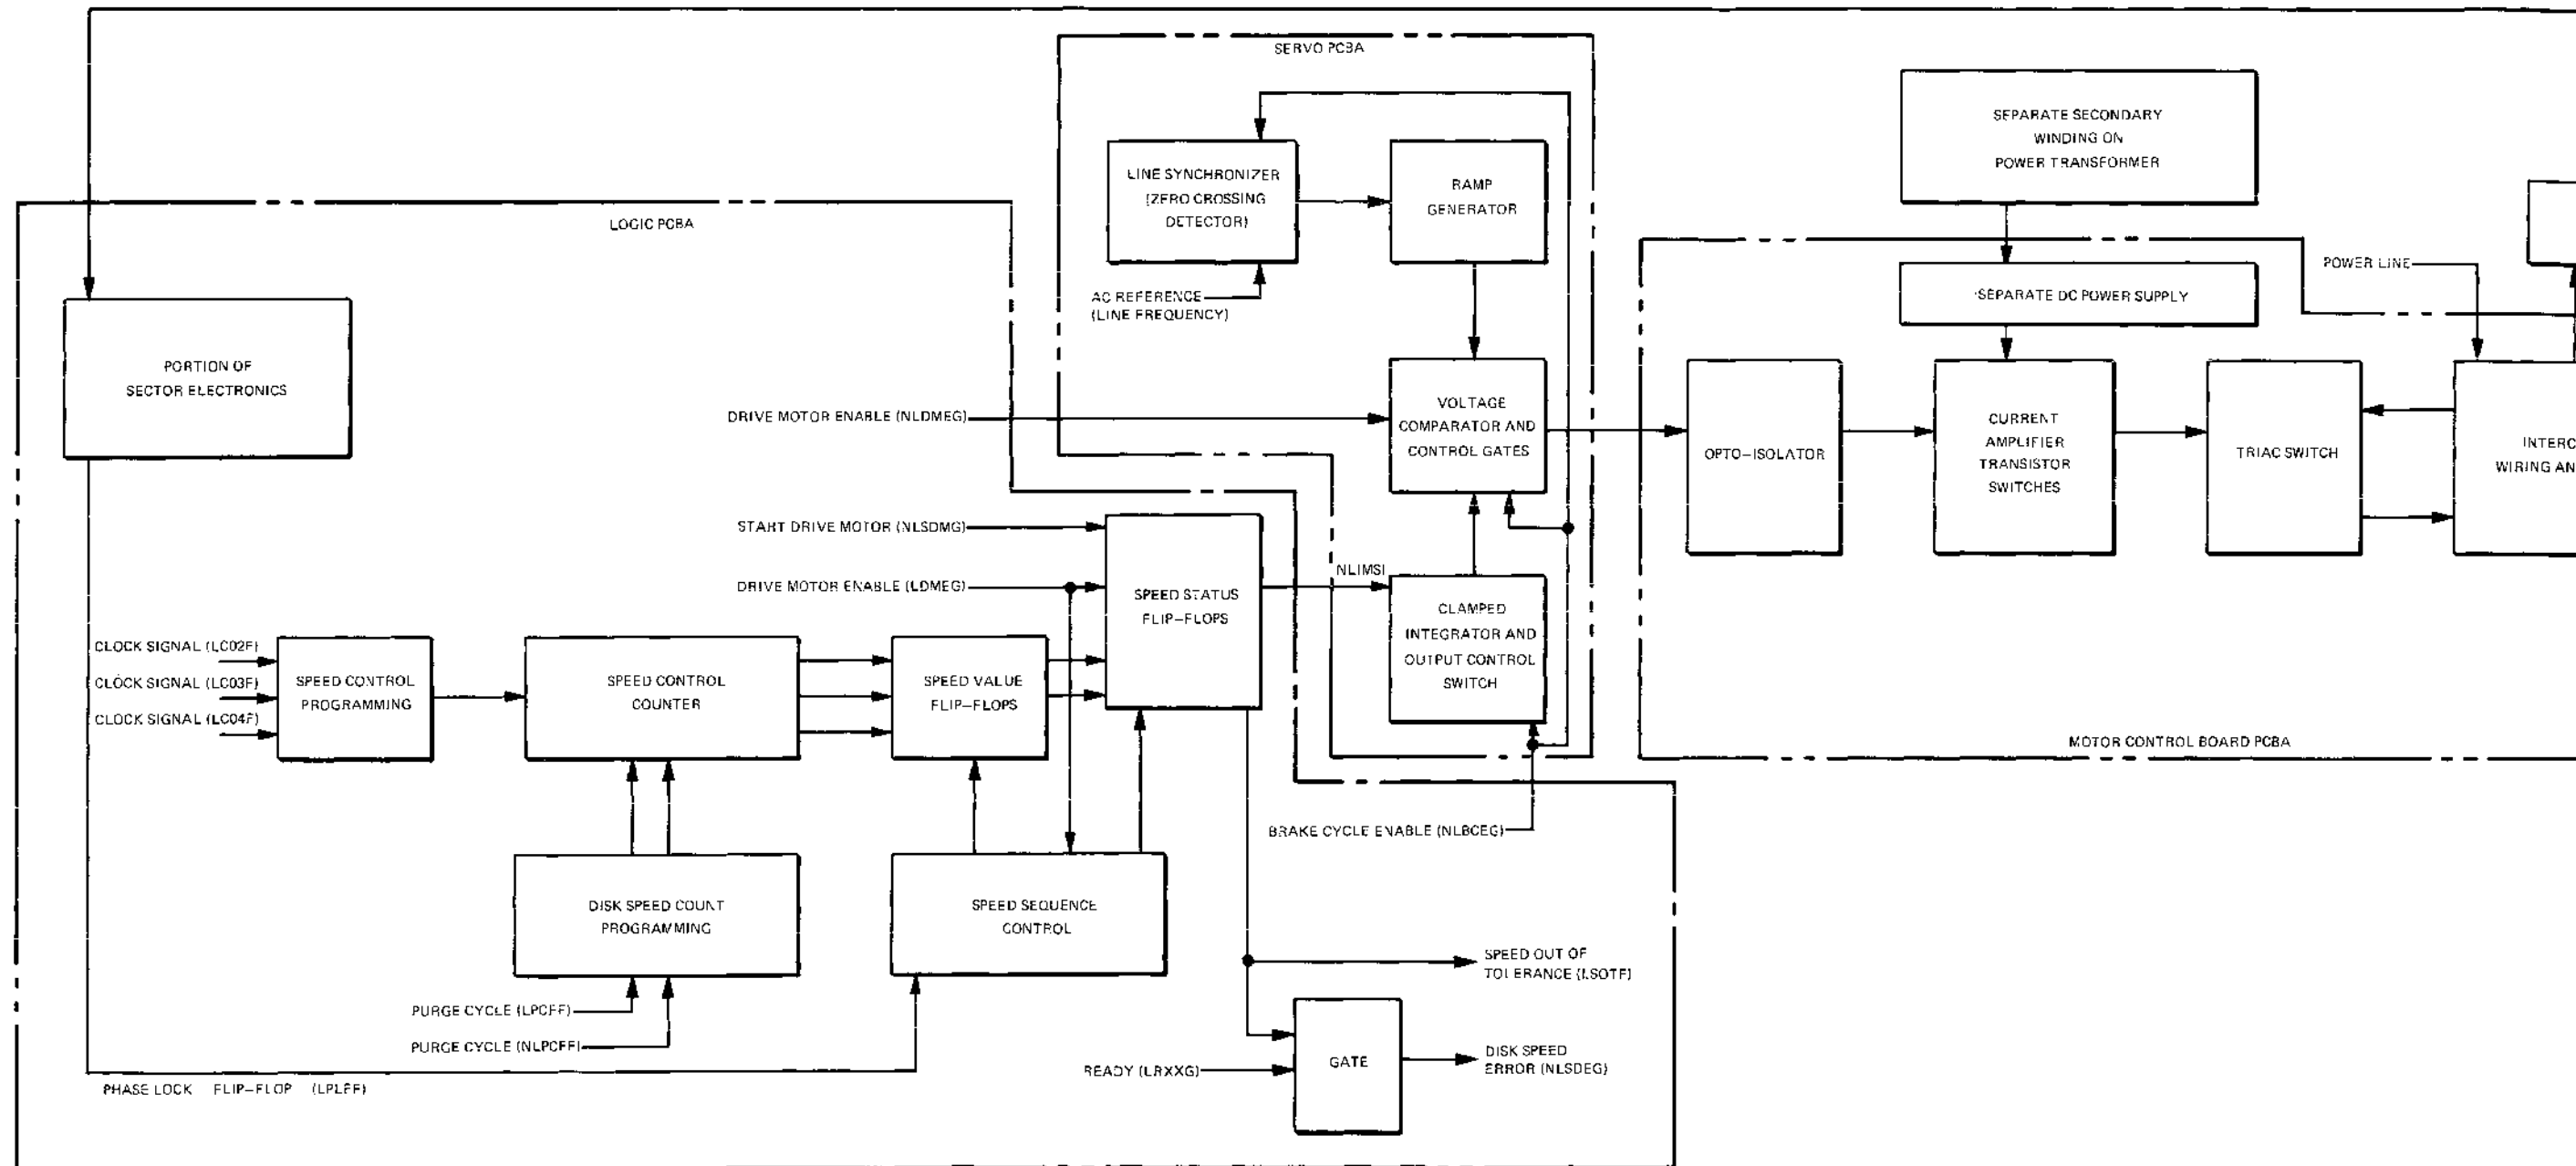 SERVO PCBA
SEPARATE SECONDARY
WINDING ON
POWER TRANSFORMER
LINE SYNCHRONIZER
(ZERO CROSSING
DETECTOR)
RAMP
GENERATOR
LOGIC PCBA
POWER LINE
AC REFERENCE
(LINE FREQUENCY)
SEPARATE DC POWER SUPPLY
PORTION OF
SECTOR ELECTRONICS
DRIVE MOTOR ENABLE (NLDMEG)
VOLTAGE
COMPARATOR AND
CONTROL GATES
OPTO-ISOLATOR
CURRENT
AMPLIFIER
TRANSISTOR
SWITCHES
TRIAC SWITCH
INTERC
WIRING AN
START DRIVE MOTOR (NLSDMG)
DRIVE MOTOR ENABLE (LDMEG)
SPEED STATUS
FLIP-FLOPS
NLIMSI
CLAMPED
INTEGRATOR AND
OUTPUT CONTROL
SWITCH
CLOCK SIGNAL (LC02F)
CLOCK SIGNAL (LC03F)
CLOCK SIGNAL (LC04F)
SPEED CONTROL
PROGRAMMING
SPEED CONTROL
COUNTER
SPEED VALUE
FLIP-FLOPS
MOTOR CONTROL BOARD PCBA
BRAKE CYCLE ENABLE (NLBCEG)
DISK SPEED COUNT
PROGRAMMING
SPEED SEQUENCE
CONTROL
SPEED OUT OF
TOLERANCE (LSOTF)
PURGE CYCLE (LPCFF)
PURGE CYCLE (NLPCFF)
READY (LRXXG)
GATE
DISK SPEED
ERROR (NLSDEG)
PHASE LOCK FLIP-FLOP (LPLFF)